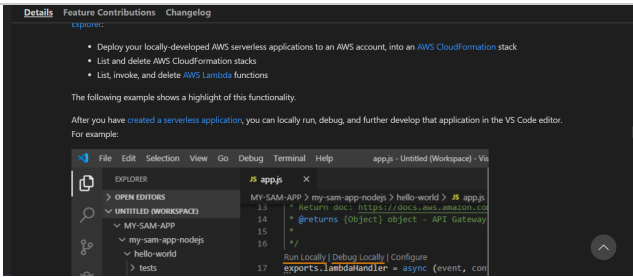 Details Feature Contributions Changelog
Explorer:
• Deploy your locally-developed AWS serverless applications to an AWS account, into an AWS CloudFormation stack
• List and delete AWS CloudFormation stacks
• List, invoke, and delete AWS Lambda functions
The following example shows a highlight of this functionality.
After you have created a serverless application, you can locally run, debug, and further develop that application in the VS Code editor.
For example:
File Edit Selection View Go Debug Terminal Help app.js - Untitled (Workspace) - Vis
EXPLORER
OPEN EDITORS
UNTITLED (WORKSPACE)
MY-SAM-APP
my-sam-app-nodejs
hello-world
tests
JS app.js ×
MY-SAM-APP > my-sam-app-nodejs > hello-world > JS app.js
13 * Return doc: https://docs.aws.amazon.co
14 * @returns {Object} object - API Gateway
15 *
16 */
Run Locally | Debug Locally | Configure
17 exports.lambdaHandler = async (event, con